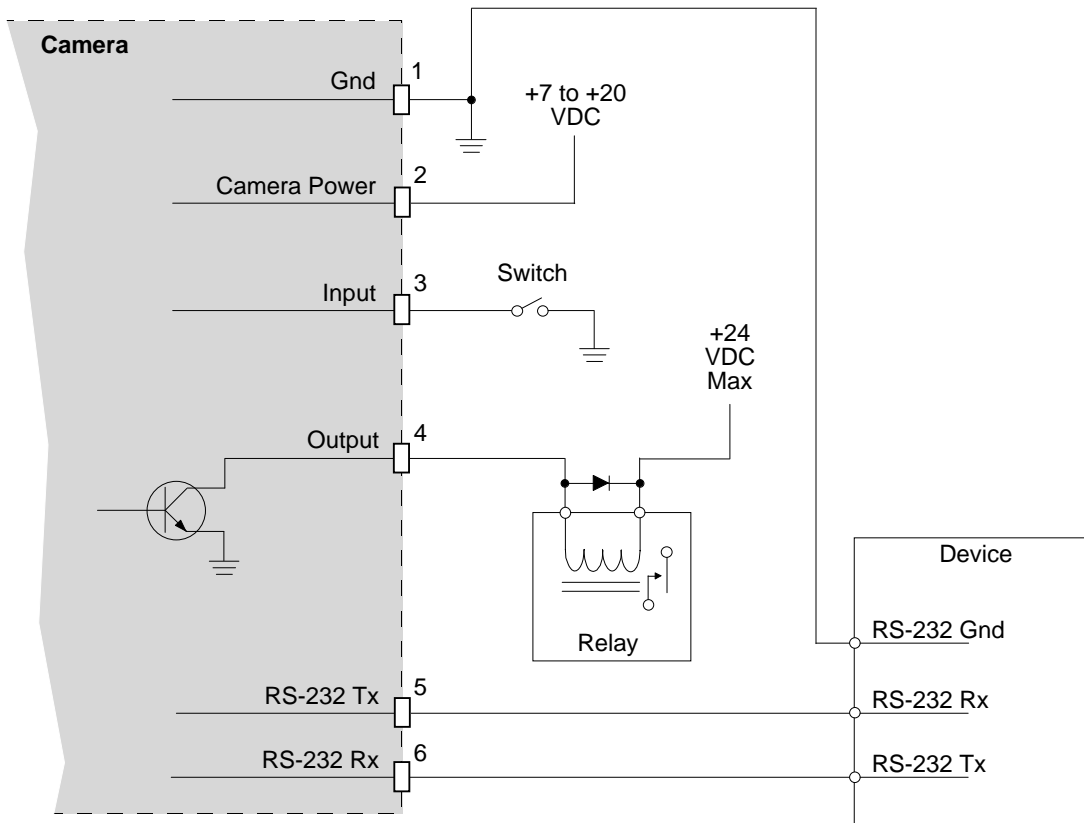 Camera
Gnd
1
+7 to +20
VDC
Camera Power
2
Input
3
Switch
+24
VDC
Max
Output
4
Relay
Device
RS-232 Gnd
RS-232 Tx
5
RS-232 Rx
RS-232 Rx
6
RS-232 Tx